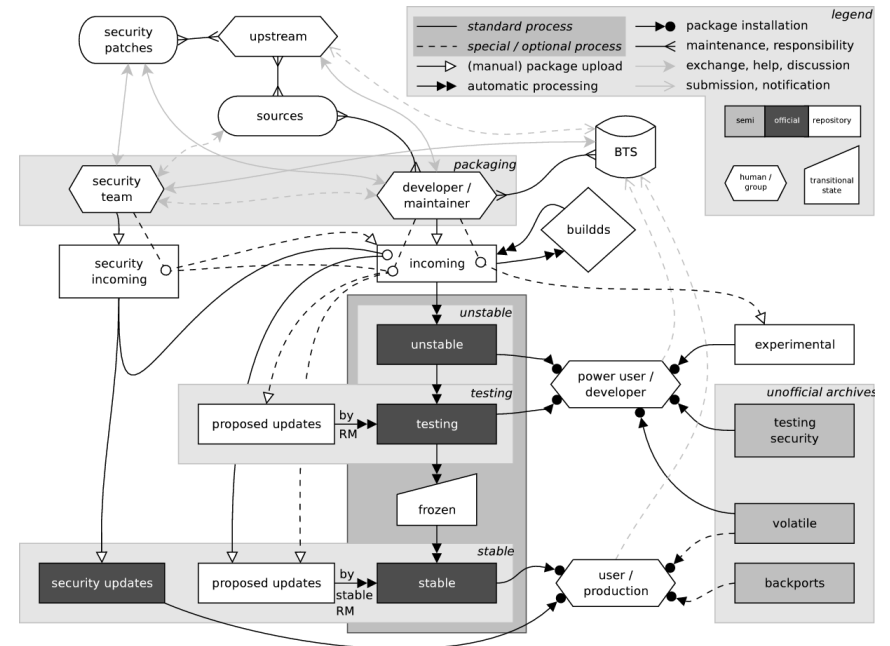 legend
standard process
special / optional process
(manual) package upload
automatic processing
package installation
maintenance, responsibility
exchange, help, discussion
submission, notification
semi
official
repository
human /
group
transitional
state
security
patches
upstream
sources
BTS
packaging
security
team
developer /
maintainer
security
incoming
incoming
buildds
unstable
unstable
experimental
power user /
developer
testing
proposed updates
by
RM
testing
unofficial archives
testing
security
frozen
volatile
stable
security updates
proposed updates
by
stable
RM
stable
user /
production
backports